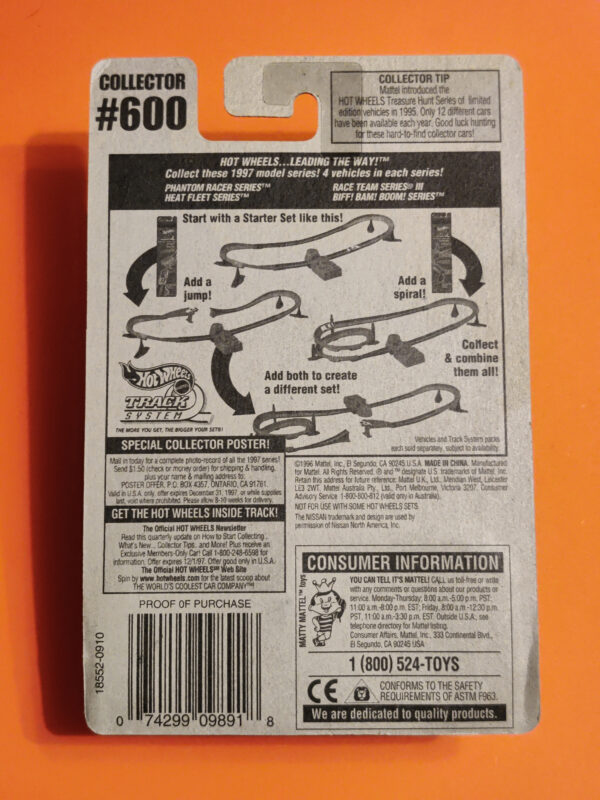 COLLECTOR
#600
COLLECTOR TIP
Mattel introduced the
HOT WHEELS Treasure Hunt Series of limited
edition vehicles in 1995. Only 12 different cars
have been available each year. Good luck hunting
for these hard-to-find collector cars!
HOT WHEELS...LEADING THE WAY!™
Collect these 1997 model series! 4 vehicles in each series!
PHANTOM RACER SERIES™
HEAT FLEET SERIES™
RACE TEAM SERIES® III
BIFF! BAM! BOOM! SERIES™
Start with a Starter Set like this!
Add a
jump!
Add a
spiral!
Collect
& combine
them all!
Add both to create
a different set!
Hot Wheels
TRACK
SYSTEM
THE MORE YOU GET, THE BIGGER YOUR SETS!
Vehicles and Track System packs
each sold separately, subject to availability.
SPECIAL COLLECTOR POSTER!
Mail in today for a complete photo-record of all the 1997 series!
Send $1.50 (check or money order) for shipping & handling,
plus your name & mailing address to:
POSTER OFFER, P.O. BOX 4357, ONTARIO, CA 91761.
Valid in U.S.A. only, offer expires December 31, 1997, or while supplies
last, void where prohibited. Please allow 8-10 weeks for delivery.
GET THE HOT WHEELS INSIDE TRACK!
The Official HOT WHEELS Newsletter
Read this quarterly update on How to Start Collecting,
What's New... Collector Tips...and More! Plus receive an
Exclusive Members-Only Car! Call 1-800-248-6598 for
information. Offer expires 12/1/97. Offer good only in U.S.A.
The Official HOT WHEELS™ Web Site
Spin by www.hotwheels.com for the latest scoop about
THE WORLD'S COOLEST CAR COMPANY™!
©1996 Mattel, Inc., El Segundo, CA 90245 U.S.A. MADE IN CHINA. Manufactured
for Mattel. All Rights Reserved. ® and ™ designate U.S. trademarks of Mattel, Inc.
Retain this address for future reference: Mattel U.K., Ltd., Meridian West, Leicester
LE3 2WT. Mattel Australia Pty., Ltd., Port Melbourne, Victoria 3207. Consumer
Advisory Service 1-800-800-812 (valid only in Australia).
NOT FOR USE WITH SOME HOT WHEELS SETS.
The NISSAN trademark and design are used by
permission of Nissan North America, Inc.
CONSUMER INFORMATION
MATTY MATTEL™ toys
YOU CAN TELL IT'S MATTEL! CALL us toll-free or write
with any comments or questions about our products or
service. Monday-Thursday: 8:00 a.m.-5:00 p.m. PST;
11:00 a.m.-8:00 p.m. EST; Friday, 8:00 a.m.-12:30 p.m.
PST, 11:00 a.m.-3:30 p.m. EST. Outside U.S.A., see
telephone directory for Mattel listing.
Consumer Affairs, Mattel, Inc., 333 Continental Blvd.,
El Segundo, CA 90245 USA
1 (800) 524-TOYS
CE
CONFORMS TO THE SAFETY
REQUIREMENTS OF ASTM F963.
We are dedicated to quality products.
PROOF OF PURCHASE
18552-0910
0 74299 09891 8